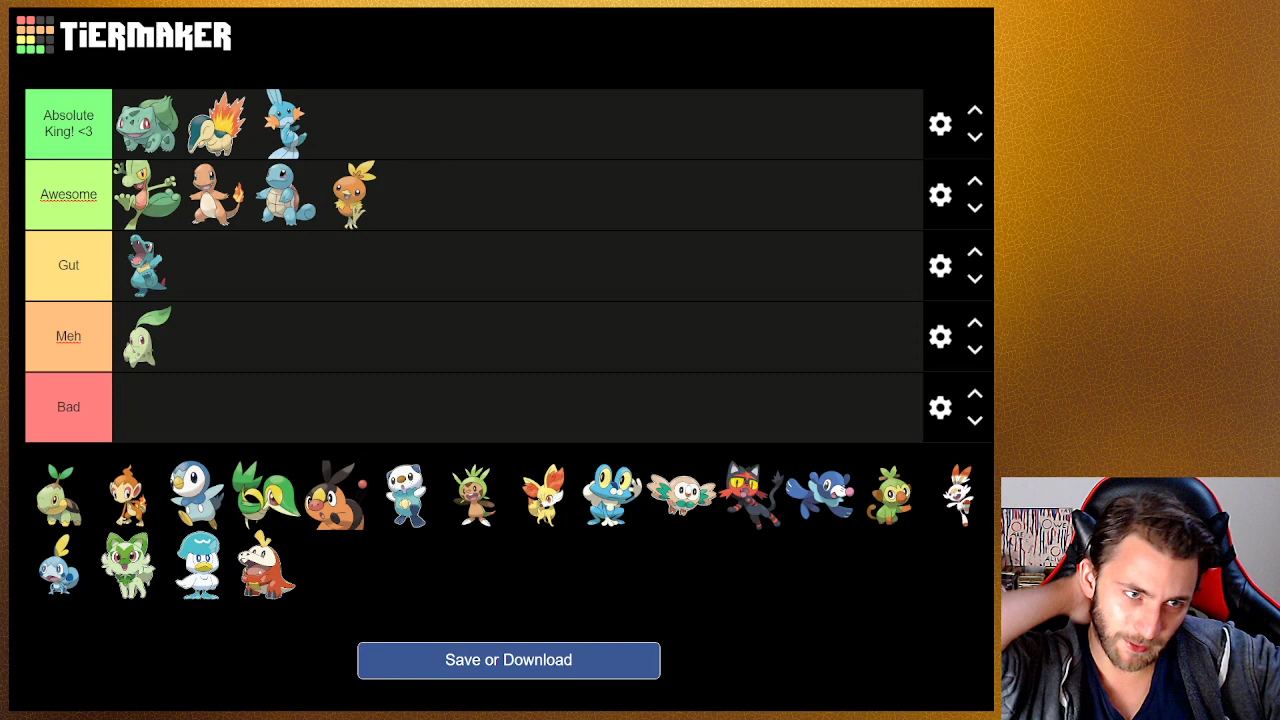 TiERMAKER
Absolute
King! <3
Awesome
Gut
Meh
Bad
Save or Download